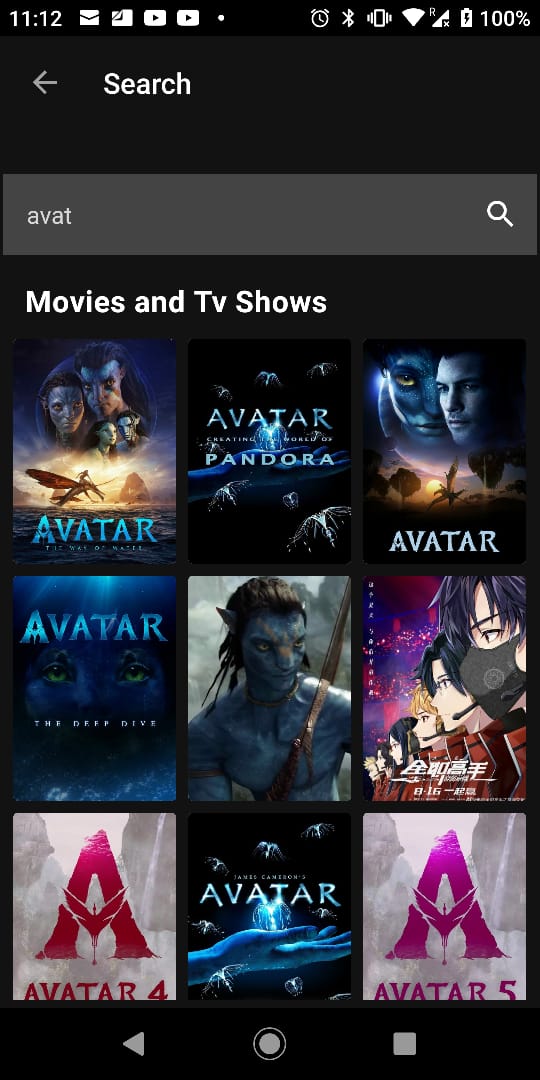 11:12
R
100%
Search
avat
Movies and Tv Shows
AVATAR
THE WAY OF WATER
AVATAR
CREATING THE WORLD OF
PANDORA
AVATAR
AVATAR
THE DEEP DIVE
全职高手
8·16 一起赢
AVATAR 4
JAMES CAMERON'S
AVATAR
AVATAR 5